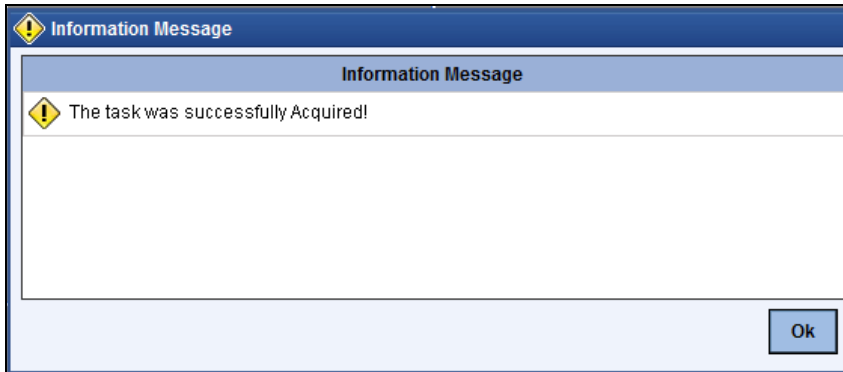 Information Message
Information Message
The task was successfully Acquired!
Ok